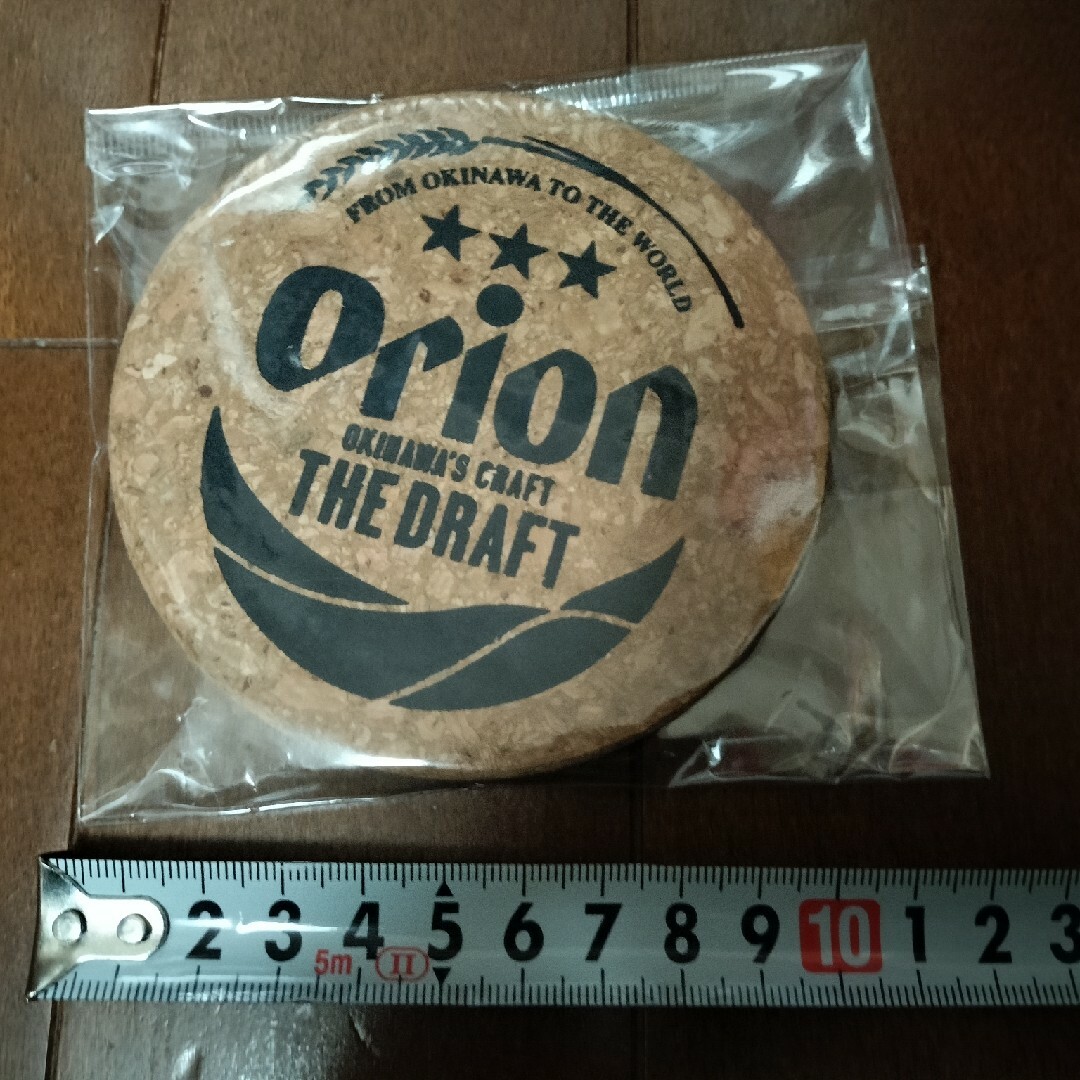 FROM OKINAWA TO THE WORLD
orion
OKINAWA'S CRAFT
THE DRAFT
2 3 4 5 6 7 8 9 10 1 2 3
5m II